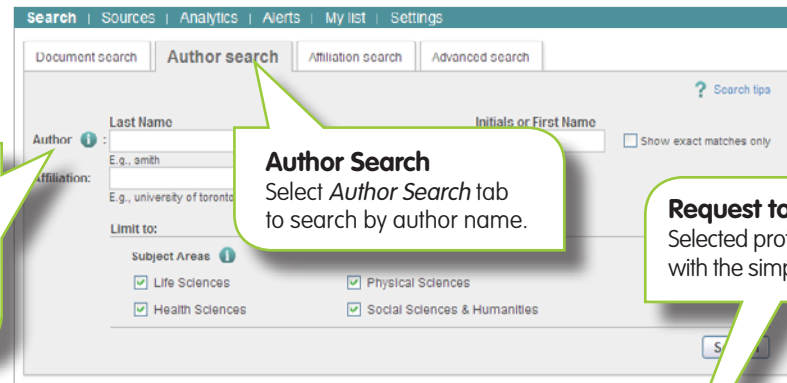 Search | Sources | Analytics | Alerts | My list | Settings
Document search Author search Affiliation search Advanced search
? Search tips
Last Name Initials or First Name
Author i : Show exact matches only
E.g., smith
Affiliation:
E.g., university of toronto
Author Search
Select Author Search tab
to search by author name.
Limit to:
Subject Areas i
Life Sciences Physical Sciences
Health Sciences Social Sciences & Humanities
Request to
Selected
with the